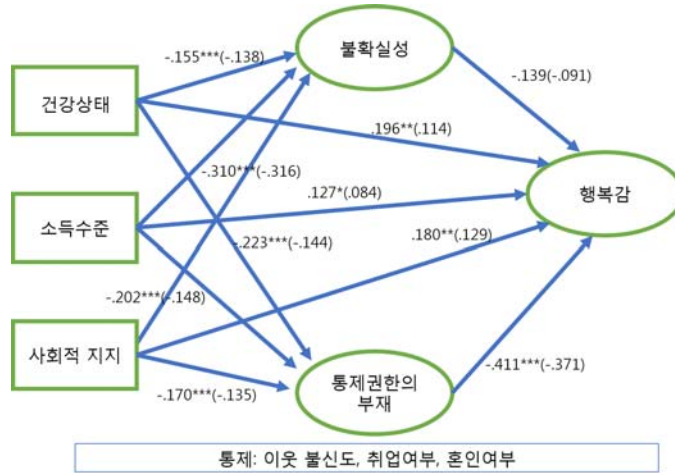 -.155***(-.138)
불확실성
-.139(-.091)
건강상태
.196**(.114)
-.310***(-.316)
.127*(.084)
행복감
소득수준
-.223***(-.144)
.180**(.129)
-.202***(-.148)
사회적 지지
-.170***(-.135)
통제권한의
부재
-.411***(-.371)
통제: 이웃 불신도, 취업여부, 혼인여부